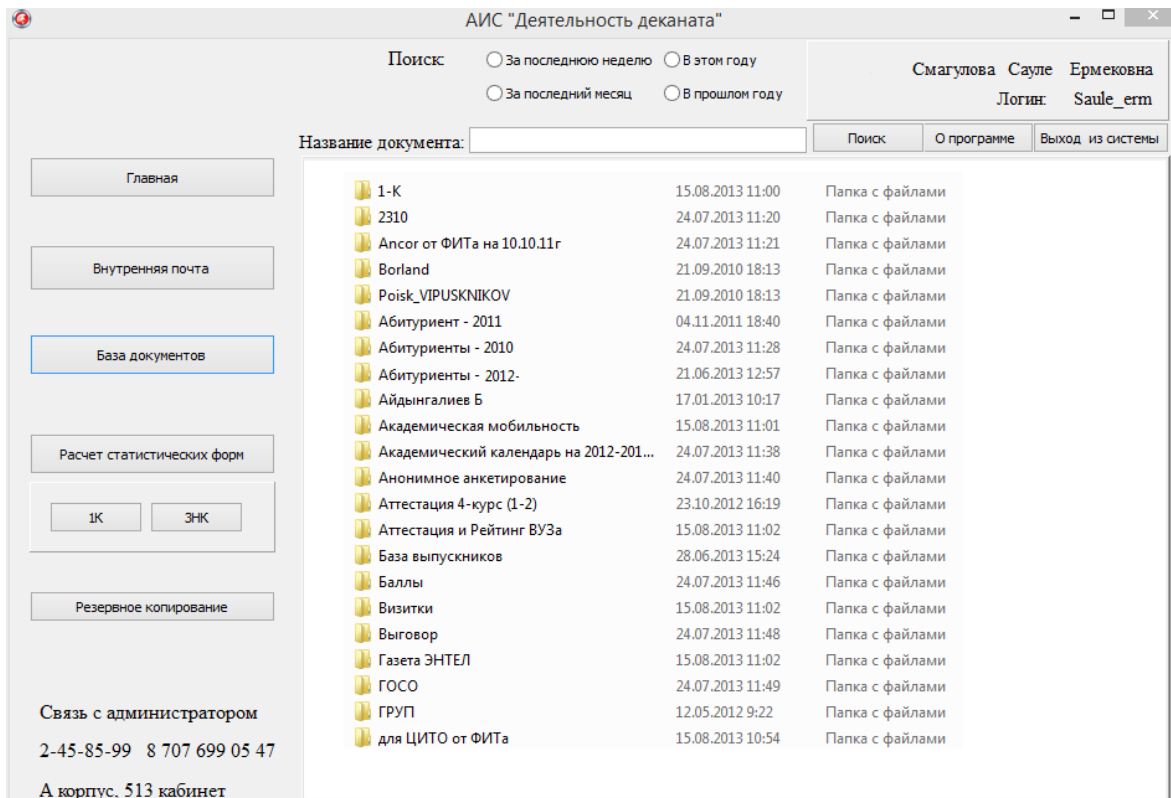 АИС "Деятельность деканата"
Поиск:
За последнюю неделю
В этом году
За последний месяц
В прошлом году
Смагулова Сауле Ермековна
Логин: Saule_erm
Название документа:
Поиск
О программе
Выход из системы
Главная
Внутренняя почта
База документов
Расчет статистических форм
1К
3НК
Резервное копирование
Связь с администратором
2-45-85-99 8 707 699 05 47
А корпус, 513 кабинет
1-К 15.08.2013 11:00 Папка с файлами
2310 24.07.2013 11:20 Папка с файлами
Ancor от ФИТа на 10.10.11г 24.07.2013 11:21 Папка с файлами
Borland 21.09.2010 18:13 Папка с файлами
Poisk_VIPUSKNIKOV 21.09.2010 18:13 Папка с файлами
Абитуриент - 2011 04.11.2011 18:40 Папка с файлами
Абитуриенты - 2010 24.07.2013 11:28 Папка с файлами
Абитуриенты - 2012- 21.06.2013 12:57 Папка с файлами
Айдынгалиев Б 17.01.2013 10:17 Папка с файлами
Академическая мобильность 15.08.2013 11:01 Папка с файлами
Академический календарь на 2012-201... 24.07.2013 11:38 Папка с файлами
Анонимное анкетирование 24.07.2013 11:40 Папка с файлами
Аттестация 4-курс (1-2) 23.10.2012 16:19 Папка с файлами
Аттестация и Рейтинг ВУЗа 15.08.2013 11:02 Папка с файлами
База выпускников 28.06.2013 15:24 Папка с файлами
Баллы 24.07.2013 11:46 Папка с файлами
Визитки 15.08.2013 11:02 Папка с файлами
Выговор 24.07.2013 11:48 Папка с файлами
Газета ЭНТЕЛ 15.08.2013 11:02 Папка с файлами
ГОСО 24.07.2013 11:49 Папка с файлами
ГРУП 12.05.2012 9:22 Папка с файлами
для ЦИТО от ФИТа 15.08.2013 10:54 Папка с файлами